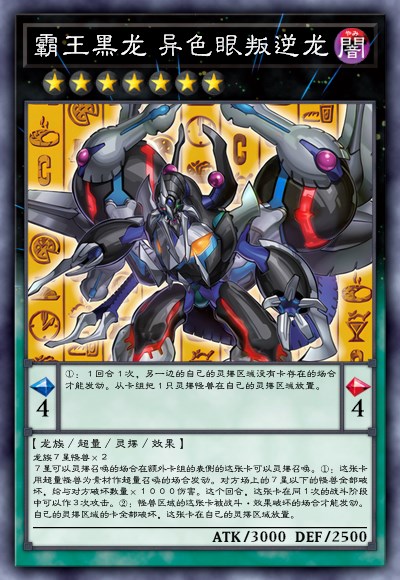 霸王黑龙 异色眼叛逆龙
やみ
闇
①：1回合1次，另一边的自己的灵摆区域没有卡存在的场合
才能发动。从卡组把1只灵摆怪兽在自己的灵摆区域放置。
4
4
【龙族／超量／灵摆／效果】
龙族7星怪兽×2
7星可以灵摆召唤的场合在额外卡组的表侧的这张卡可以灵摆召唤。①：这张卡
用超量怪兽为素材作超量召唤的场合发动。对方场上的7星以下的怪兽全部破
坏，给与对方破坏数量×1000伤害。这个回合，这张卡在同1次的战斗阶段
中可以作3次攻击。②：怪兽区域的这张卡被战斗·效果破坏的场合才能发动。
自己的灵摆区域的卡全部破坏，这张卡在自己的灵摆区域放置。
ATK/3000 DEF/2500